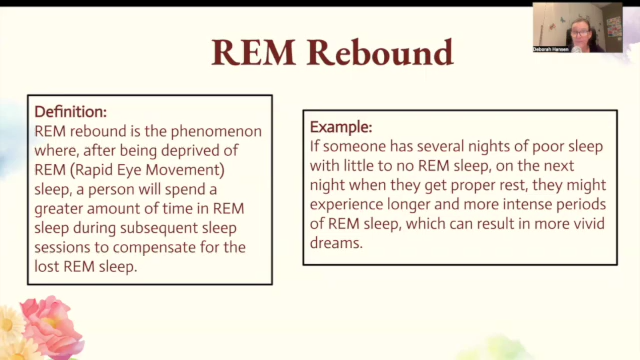 REM Rebound
Deborah Hansen
Definition:
REM rebound is the phenomenon
where, after being deprived of
REM (Rapid Eye Movement)
sleep, a person will spend a
greater amount of time in REM
sleep during subsequent sleep
sessions to compensate for the
lost REM sleep.
Example:
If someone has several nights of poor sleep
with little to no REM sleep, on the next
night when they get proper rest, they might
experience longer and more intense periods
of REM sleep, which can result in more vivid
dreams.